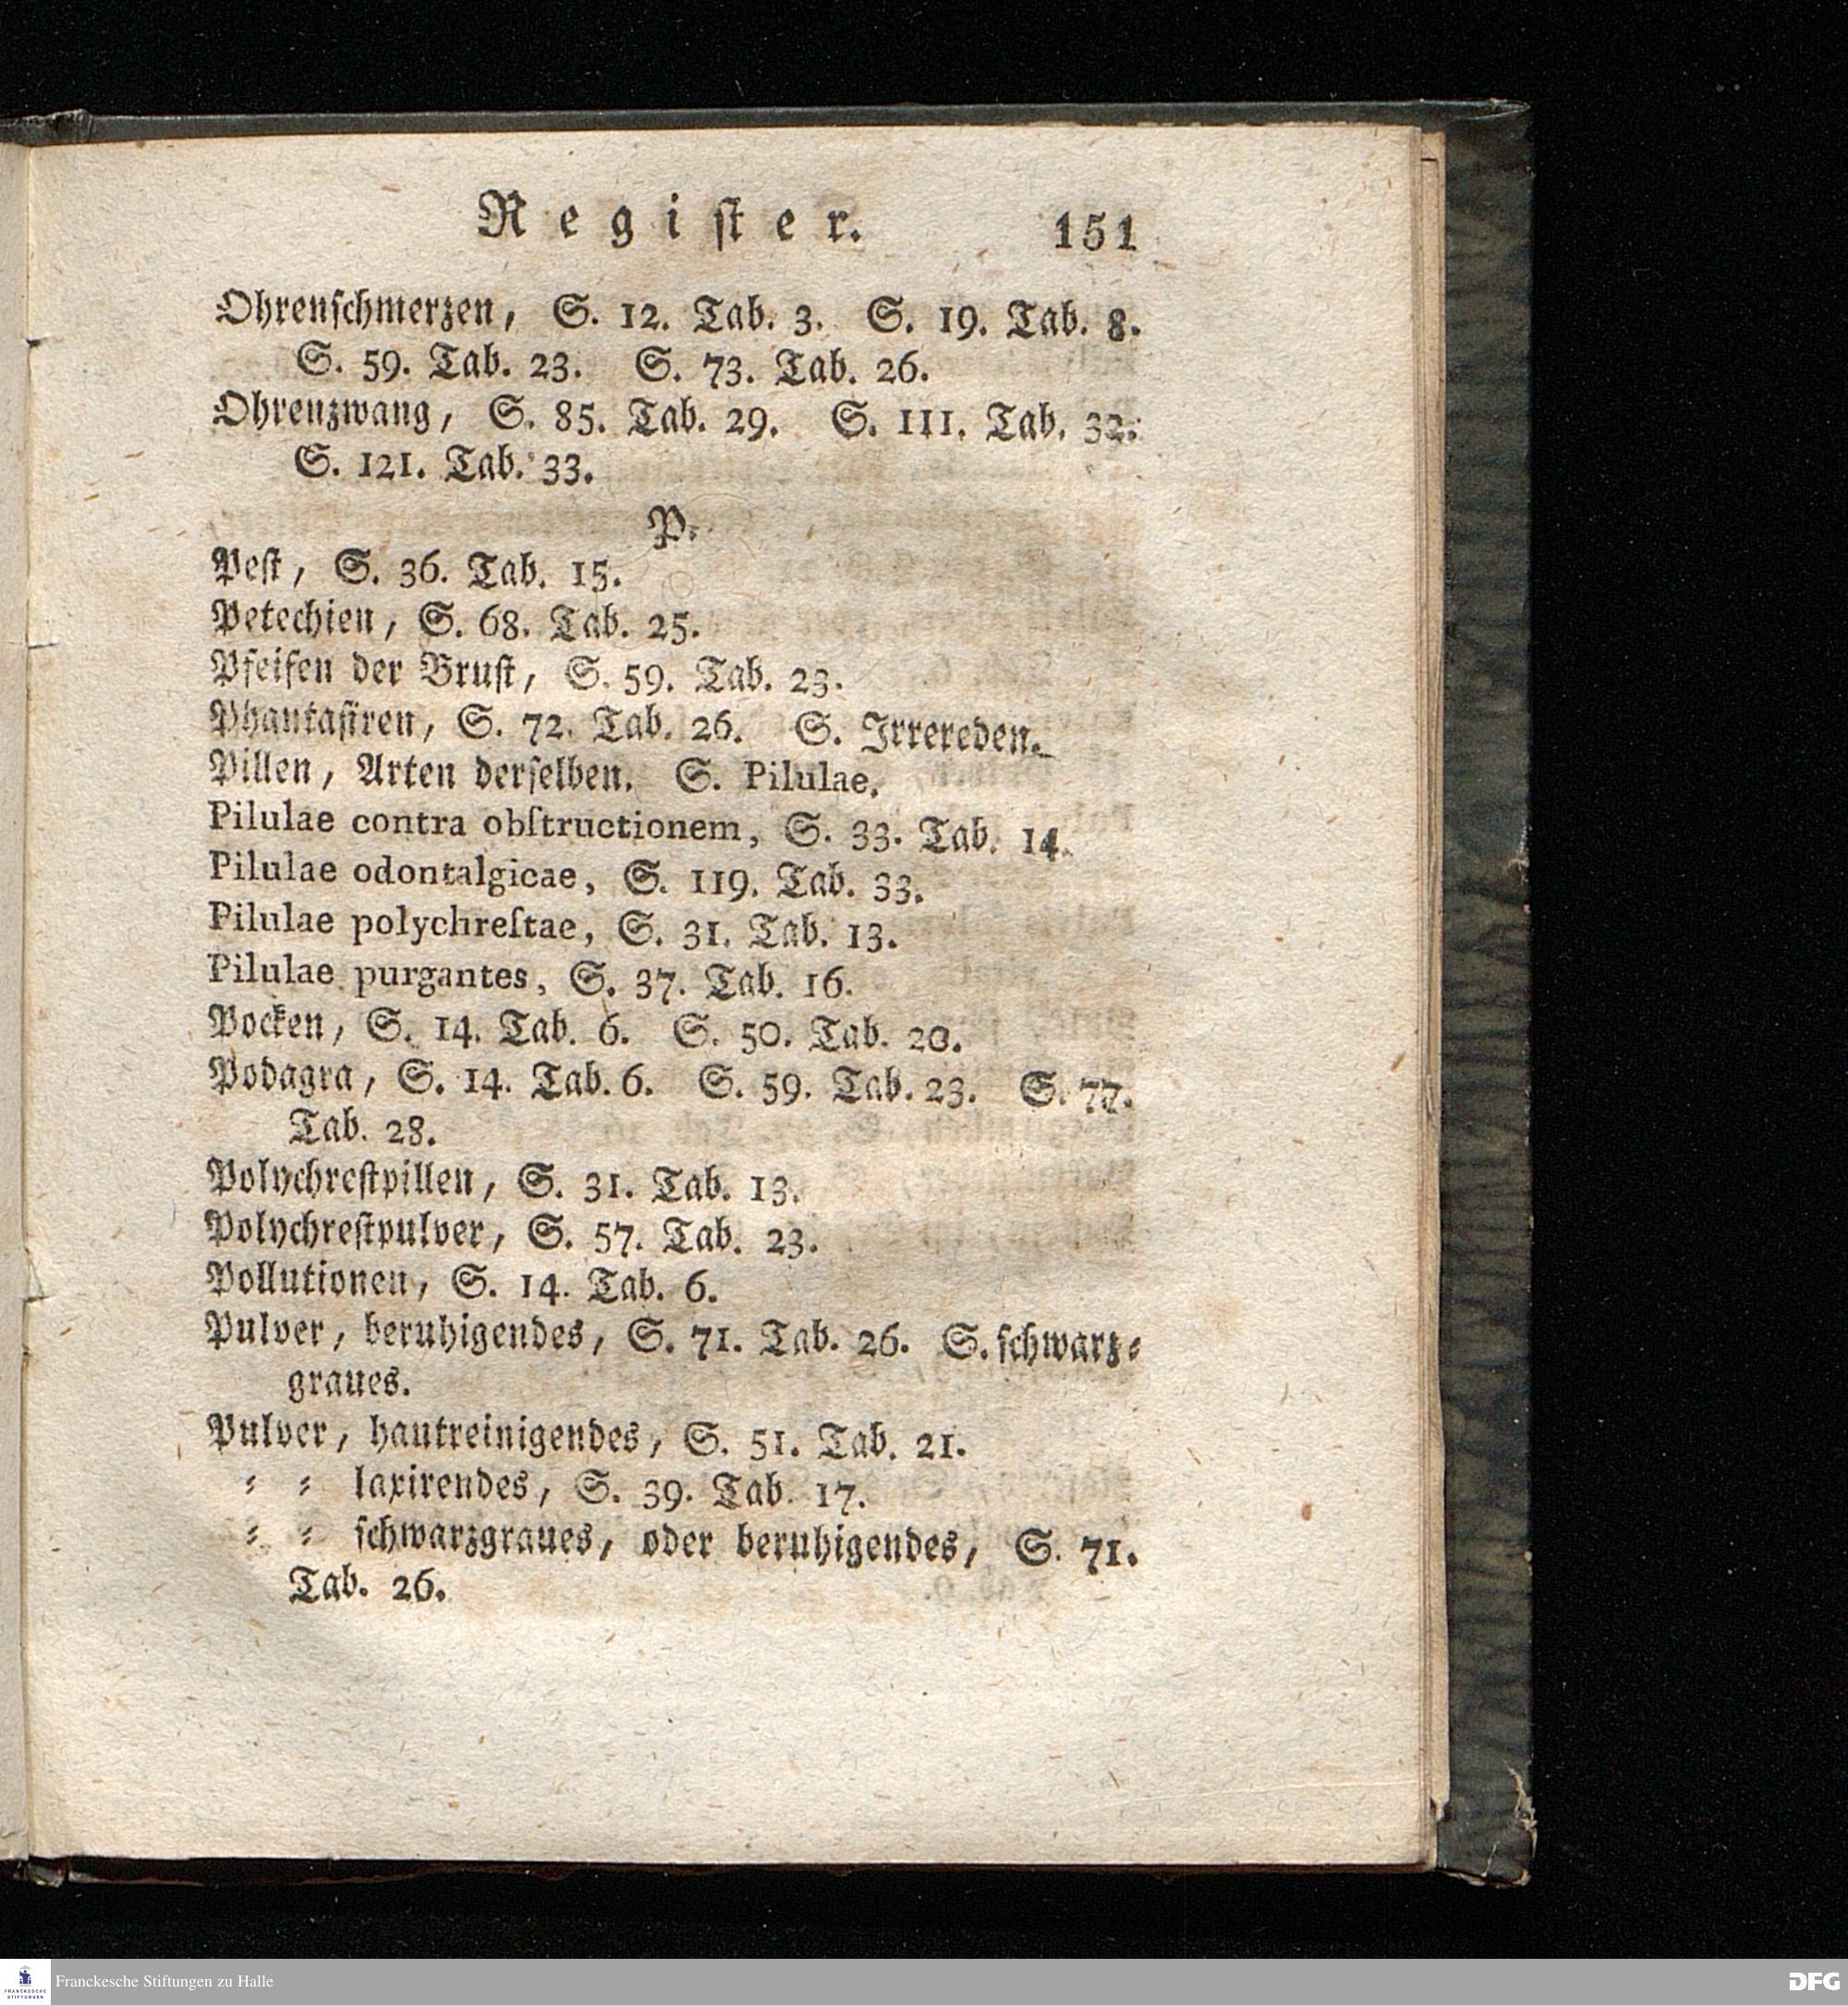 Regiſter. 151
Ohrenſchmerzen, S. 12. Tab. 3. S. 19. Tab. 8.
S. 59. Tab. 23. S. 73. Tab. 26.
Ohrenzwang, S. 85. Tab. 29. S. 111. Tab. 32.
S. 121. Tab. 33.
P.
Peſt, S. 36. Tab. 15.
Petechien, S. 68. Tab. 25.
Pfeifen der Bruſt, S. 59. Tab. 23.
Phantaſiren, S. 72. Tab. 26. S. Irrereden.
Pillen, Arten derſelben. S. Pilulae.
Pilulae contra obſtructionem, S. 33. Tab. 14.
Pilulae odontalgicae, S. 119. Tab. 33.
Pilulae polychreſtae, S. 31. Tab. 13.
Pilulae purgantes, S. 37. Tab. 16.
Pocken, S. 14. Tab. 6. S. 50. Tab. 20.
Podagra, S. 14. Tab. 6. S. 59. Tab. 23. S. 77.
Tab. 28.
Polychreſtpillen, S. 31. Tab. 13.
Polychreſtpulver, S. 57. Tab. 23.
Pollutionen, S. 14. Tab. 6.
Pulver, beruhigendes, S. 71. Tab. 26. S. ſchwarz⸗
graues.
Pulver, hautreinigendes, S. 51. Tab. 21.
⸗ ⸗ laxirendes, S. 39. Tab. 17.
⸗ ⸗ ſchwarzgraues, oder beruhigendes, S. 71.
Tab. 26.
FRANCKESCHE
STIFTUNGEN
Franckesche Stiftungen zu Halle
DFG